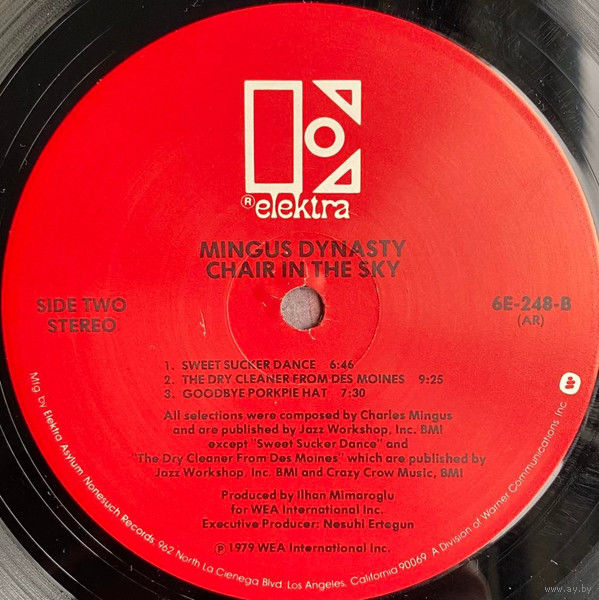 ® elektra
MINGUS DYNASTY
CHAIR IN THE SKY
SIDE TWO
STEREO
6E-248-B
(AR)
1. SWEET SUCKER DANCE 6:46
2. THE DRY CLEANER FROM DES MOINES 9:25
3. GOODBYE PORKPIE HAT 7:30
All selections were composed by Charles Mingus
and are published by Jazz Workshop, Inc. BMI
except "Sweet Sucker Dance" and
"The Dry Cleaner From Des Moines" which are published by
Jazz Workshop, Inc. BMI and Crazy Crow Music, BMI
Produced by Ilhan Mimaroglu
for WEA International Inc.
Executive Producer: Nesuhi Ertegun
℗ 1979 WEA International Inc.
Mfg. by Elektra Asylum Nonesuch Records, 962 North La Cienega Blvd. Los Angeles, California 90069. A Division of Warner Communications Inc.
www.ay.by